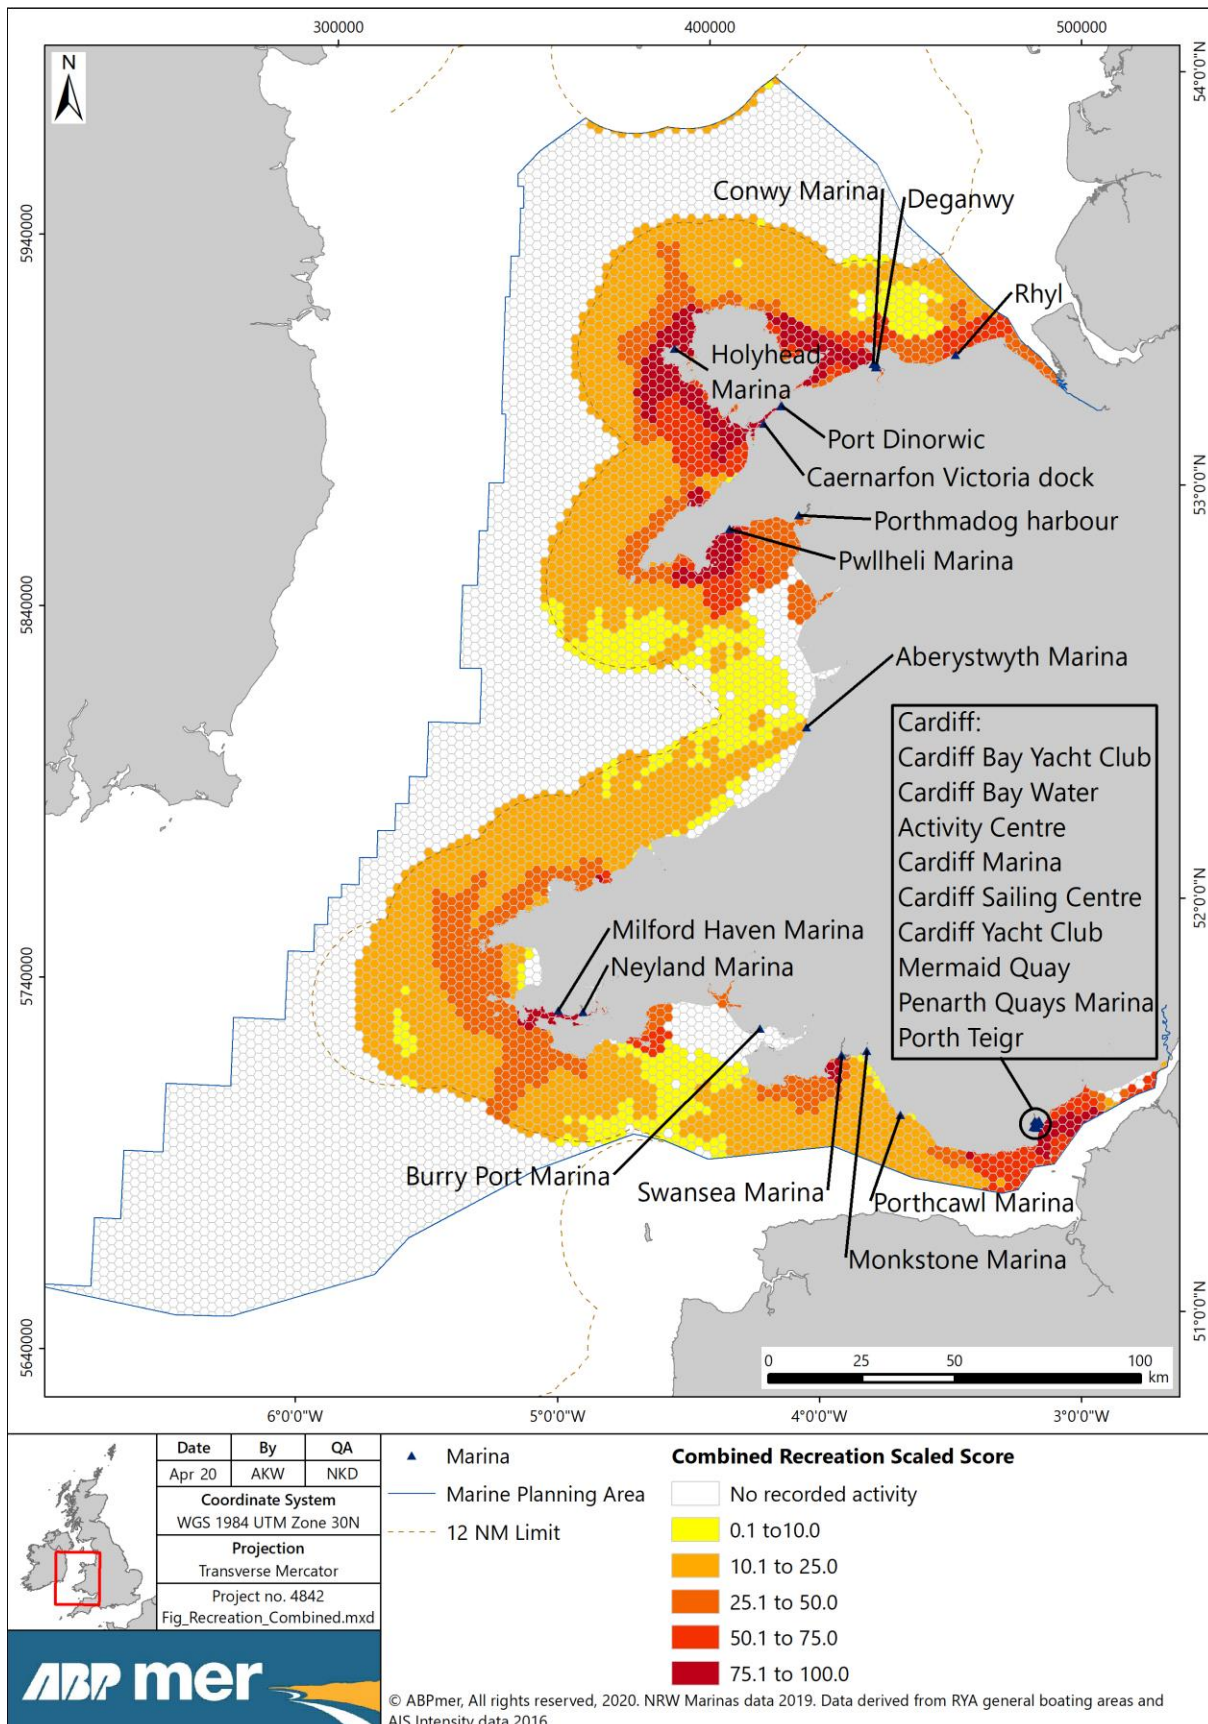 300000
400000
500000
N
54°0'0"N
Conwy Marina
Deganwy
5940000
Rhyl
Holyhead
Marina
Port Dinorwic
Caernarfon Victoria dock
53°0'0"N
Porthmadog harbour
Pwllheli Marina
5840000
Aberystwyth Marina
Cardiff:
Cardiff Bay Yacht Club
Cardiff Bay Water
Activity Centre
Cardiff Marina
Cardiff Sailing Centre
Cardiff Yacht Club
Mermaid Quay
Penarth Quays Marina
Porth Teigr
52°0'0"N
Milford Haven Marina
Neyland Marina
5740000
Burry Port Marina
Swansea Marina
Porthcawl Marina
Monkstone Marina
51°0'0"N
5640000
0 25 50 100
km
6°0'0"W
5°0'0"W
4°0'0"W
3°0'0"W
Date By QA
Apr 20 AKW NKD
Coordinate System
WGS 1984 UTM Zone 30N
Projection
Transverse Mercator
Project no. 4842
Fig_Recreation_Combined.mxd
ABPmer
Marina
Marine Planning Area
12 NM Limit
Combined Recreation Scaled Score
No recorded activity
0.1 to10.0
10.1 to 25.0
25.1 to 50.0
50.1 to 75.0
75.1 to 100.0
© ABPmer, All rights reserved, 2020. NRW Marinas data 2019. Data derived from RYA general boating areas and
AIS Intensity data 2016